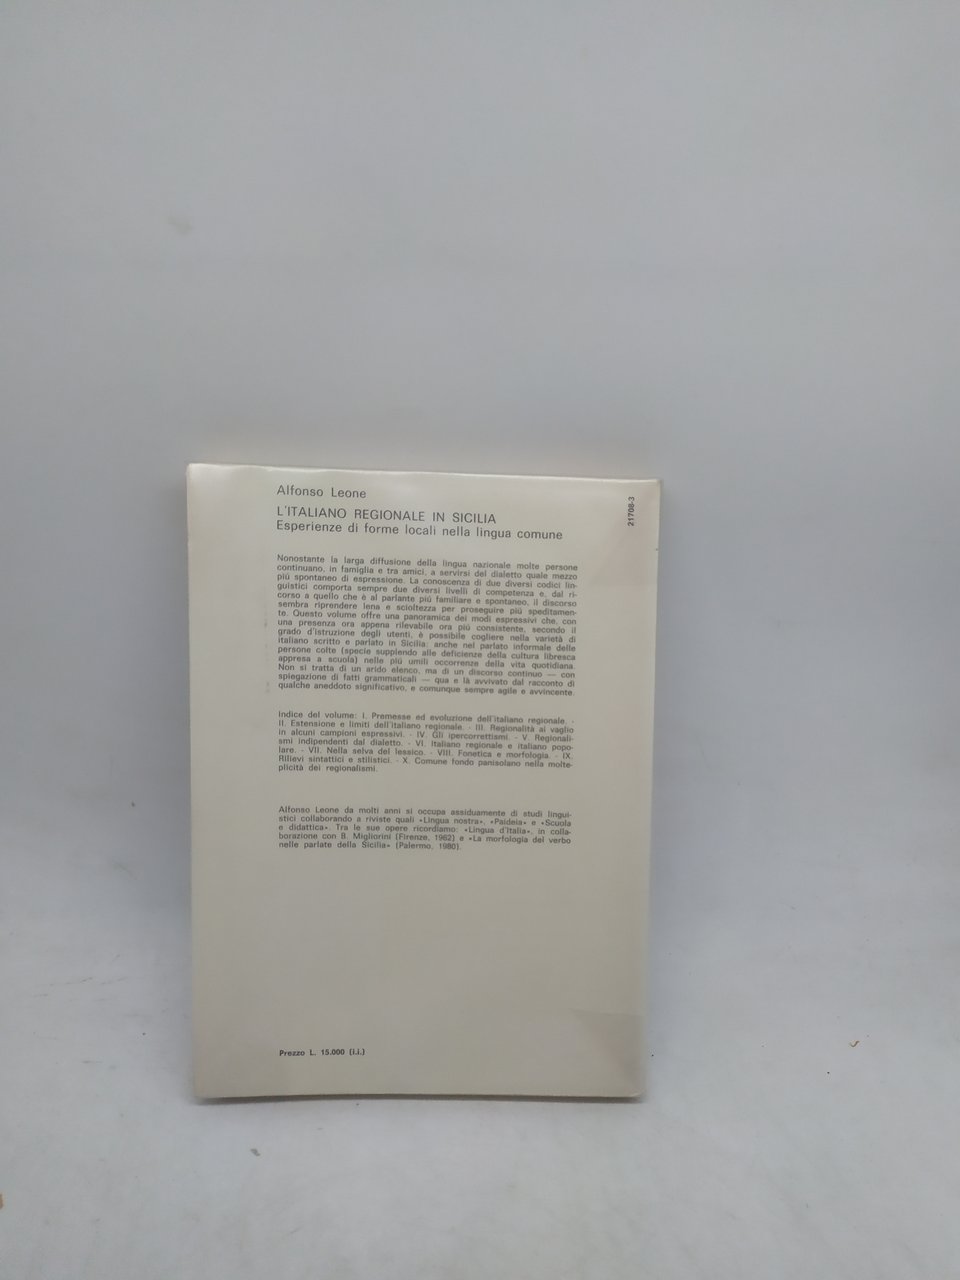 Alfonso Leone
L'ITALIANO REGIONALE IN SICILIA
Esperienze di forme locali nella lingua comune
21708-3
Nonostante la larga diffusione della lingua nazionale molte persone
continuano, in famiglia e tra amici, a servirsi del dialetto quale mezzo
piú spontaneo di espressione. La conoscenza di due diversi codici lin-
guistici comporta sempre due diversi livelli di competenza e, dal ri-
corso a quello che è al parlante piú familiare e spontaneo, il discorso
sembra riprendere lena e scioltezza per proseguire piú speditamen-
te. Questo volume offre una panoramica dei modi espressivi che, con
una presenza ora appena rilevabile ora piú consistente, secondo il
grado d'istruzione degli utenti, è possibile cogliere nella varietà di
italiano scritto e parlato in Sicilia: anche nel parlato informale delle
persone colte (specie supplendo alle deficienze della cultura libresca
appresa a scuola) nelle piú umili occorrenze della vita quotidiana.
Non si tratta di un arido elenco, ma di un discorso continuo — con
spiegazione di fatti grammaticali — qua e là avvivato dal racconto di
qualche aneddoto significativo, e comunque sempre agile e avvincente.
Indice del volume: I. Premesse ed evoluzione dell'italiano regionale. -
II. Estensione e limiti dell'italiano regionale. - III. Regionalità al vaglio
in alcuni campioni espressivi. - IV. Gli ipercorrettismi. - V. Regionali-
smi indipendenti dal dialetto. - VI. Italiano regionale e italiano popo-
lare. - VII. Nella selva del lessico. - VIII. Fonetica e morfologia. - IX.
Rilievi sintattici e stilistici. - X. Comune fondo panisolano nella molte-
plicità dei regionalismi.
Alfonso Leone da molti anni si occupa assiduamente di studi lingui-
stici collaborando a riviste quali «Lingua nostra», «Paideia» e «Scuola
e didattica». Tra le sue opere ricordiamo: «Lingua d'Italia», in colla-
borazione con B. Migliorini (Firenze, 1962) e «La morfologia del verbo
nelle parlate della Sicilia» (Palermo, 1980).
Prezzo L. 15.000 (i.i.)